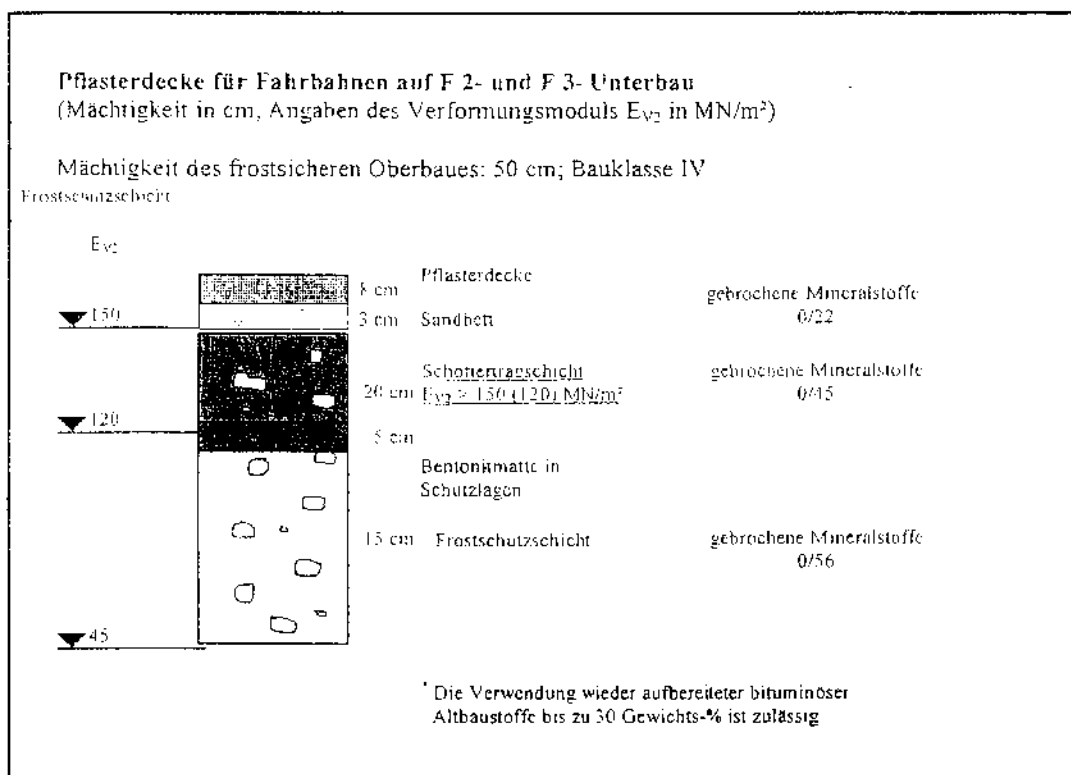 Pflasterdecke für Fahrbahnen auf F 2- und F 3- Unterbau
(Mächtigkeit in cm, Angaben des Verformungsmoduls EV2 in MN/m²)
Mächtigkeit des frostsicheren Oberbaues: 50 cm; Bauklasse IV
Frostschutzschicht
EV2
8 cm Pflasterdecke
gebrochene Mineralstoffe
0/22
150
3 cm Sandbett
Schottertragschicht
20 cm EV2 > 150 (120) MN/m²
gebrochene Mineralstoffe
0/45
120
5 cm
Bentonitmatte in
Schutzlagen
15 cm Frostschutzschicht
gebrochene Mineralstoffe
0/56
45
* Die Verwendung wieder aufbereiteter bituminöser
Altbaustoffe bis zu 30 Gewichts-% ist zulässig